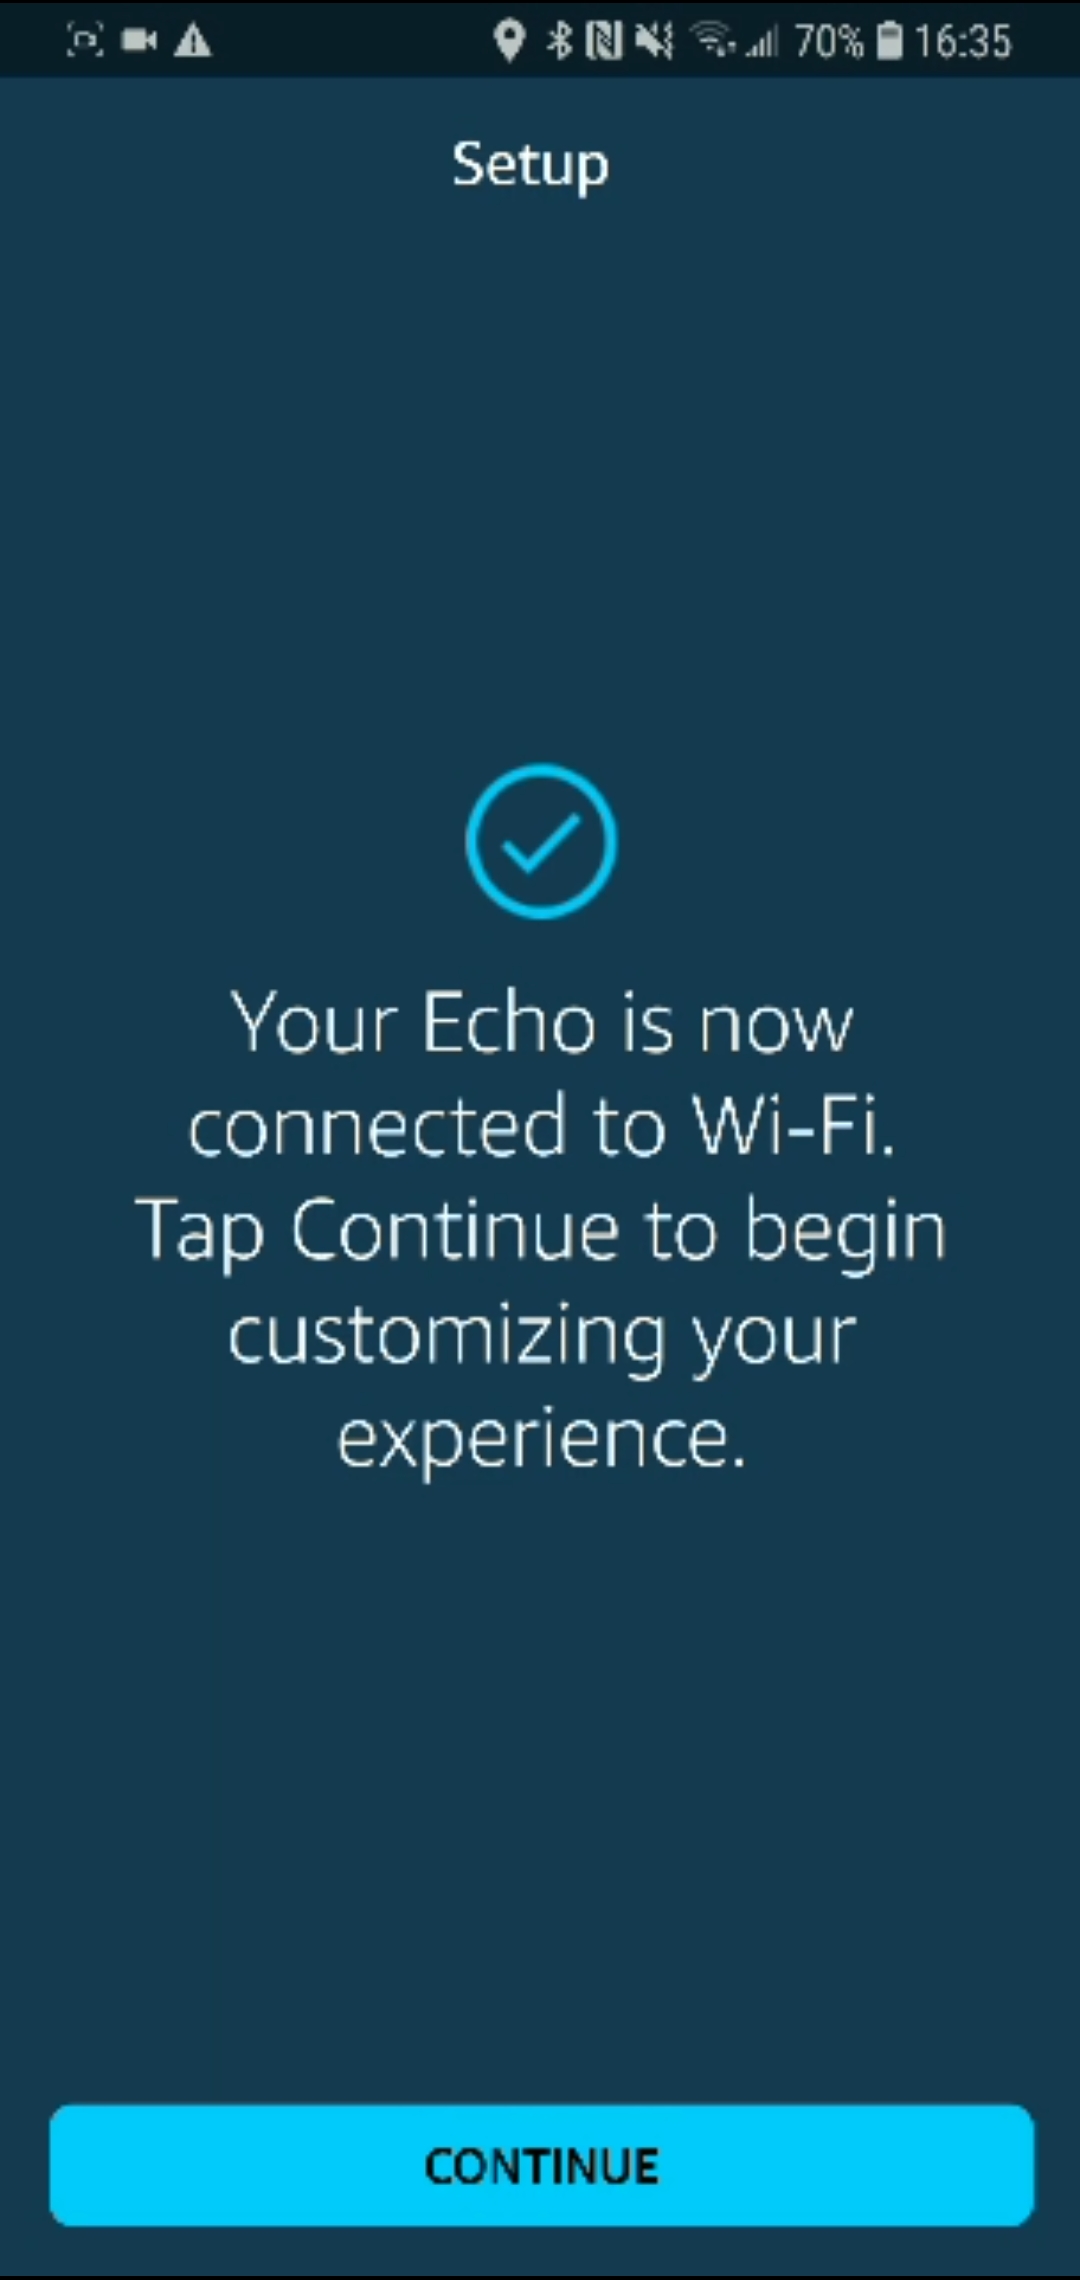 70% 16:35
Setup
Your Echo is now
connected to Wi-Fi.
Tap Continue to begin
customizing your
experience.
CONTINUE